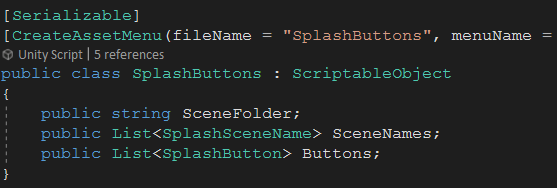 [Serializable]
[CreateAssetMenu(fileName = "SplashButtons", menuName =
Unity Script | 5 references
public class SplashButtons : ScriptableObject
{
public string SceneFolder;
public List<SplashSceneName> SceneNames;
public List<SplashButton> Buttons;
}